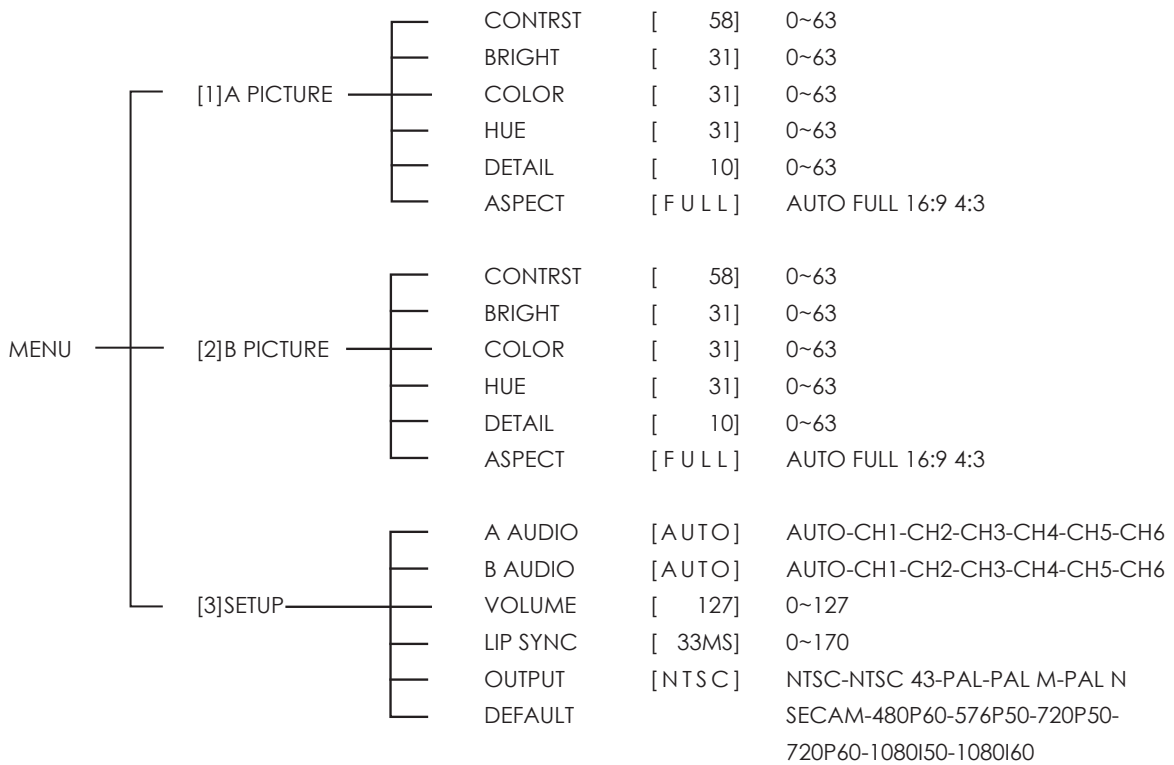 CONTRST [ 58] 0~63
BRIGHT [ 31] 0~63
[1]A PICTURE COLOR [ 31] 0~63
HUE [ 31] 0~63
DETAIL [ 10] 0~63
ASPECT [FULL] AUTO FULL 16:9 4:3
CONTRST [ 58] 0~63
BRIGHT [ 31] 0~63
MENU [2]B PICTURE COLOR [ 31] 0~63
HUE [ 31] 0~63
DETAIL [ 10] 0~63
ASPECT [FULL] AUTO FULL 16:9 4:3
A AUDIO [AUTO] AUTO-CH1-CH2-CH3-CH4-CH5-CH6
B AUDIO [AUTO] AUTO-CH1-CH2-CH3-CH4-CH5-CH6
[3]SETUP VOLUME [ 127] 0~127
LIP SYNC [ 33MS] 0~170
OUTPUT [NTSC] NTSC-NTSC 43-PAL-PAL M-PAL N
DEFAULT SECAM-480P60-576P50-720P50-
720P60-1080I50-1080I60